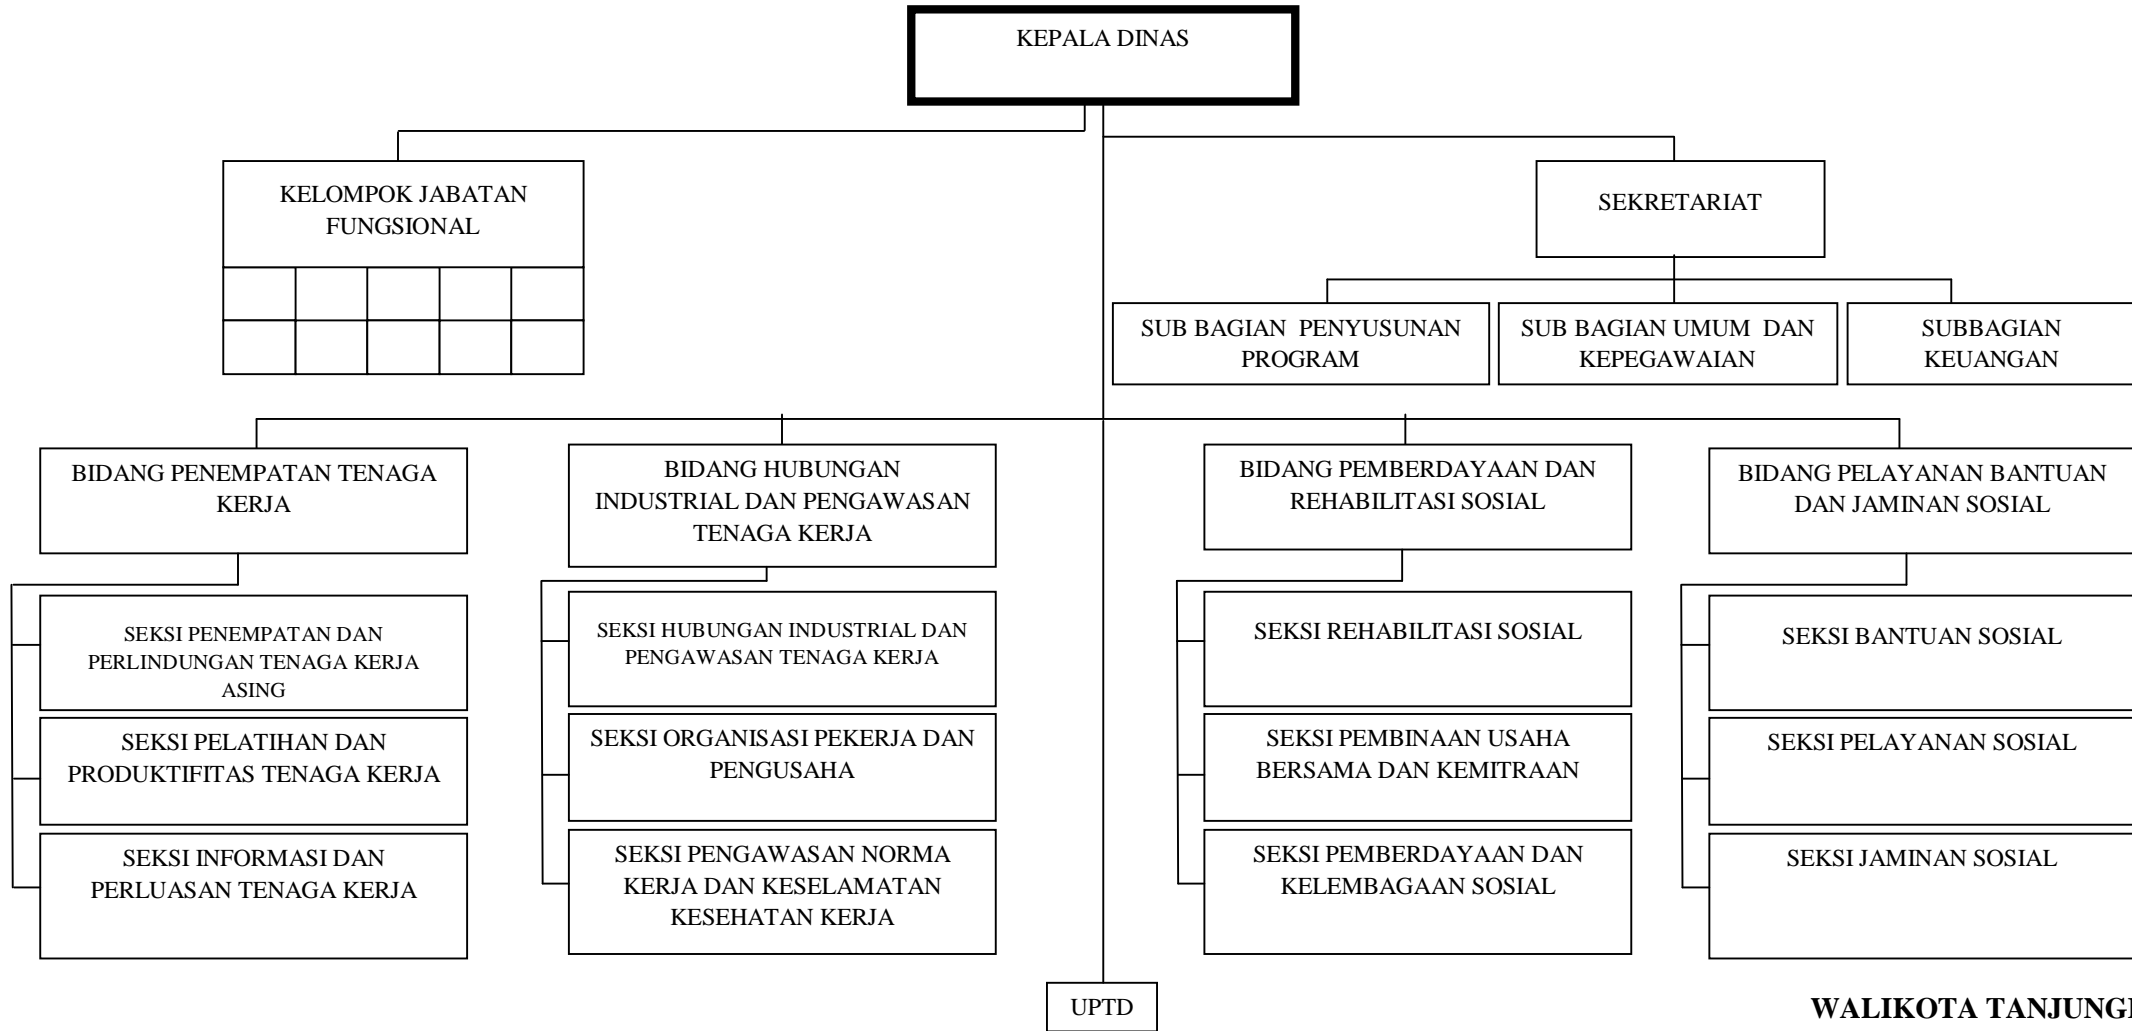 KEPALA DINAS
KELOMPOK JABATAN
FUNGSIONAL
SEKRETARIAT
SUB BAGIAN PENYUSUNAN
PROGRAM
SUB BAGIAN UMUM DAN
KEPEGAWAIAN
SUBBAGIAN
KEUANGAN
BIDANG PENEMPATAN TENAGA
KERJA
BIDANG HUBUNGAN
INDUSTRIAL DAN PENGAWASAN
TENAGA KERJA
BIDANG PEMBERDAYAAN DAN
REHABILITASI SOSIAL
BIDANG PELAYANAN BANTUAN
DAN JAMINAN SOSIAL
SEKSI PENEMPATAN DAN
PERLINDUNGAN TENAGA KERJA
ASING
SEKSI HUBUNGAN INDUSTRIAL DAN
PENGAWASAN TENAGA KERJA
SEKSI REHABILITASI SOSIAL
SEKSI BANTUAN SOSIAL
SEKSI PELATIHAN DAN
PRODUKTIFITAS TENAGA KERJA
SEKSI ORGANISASI PEKERJA DAN
PENGUSAHA
SEKSI PEMBINAAN USAHA
BERSAMA DAN KEMITRAAN
SEKSI PELAYANAN SOSIAL
SEKSI INFORMASI DAN
PERLUASAN TENAGA KERJA
SEKSI PENGAWASAN NORMA
KERJA DAN KESELAMATAN
KESEHATAN KERJA
SEKSI PEMBERDAYAAN DAN
KELEMBAGAAN SOSIAL
SEKSI JAMINAN SOSIAL
UPTD
WALIKOTA